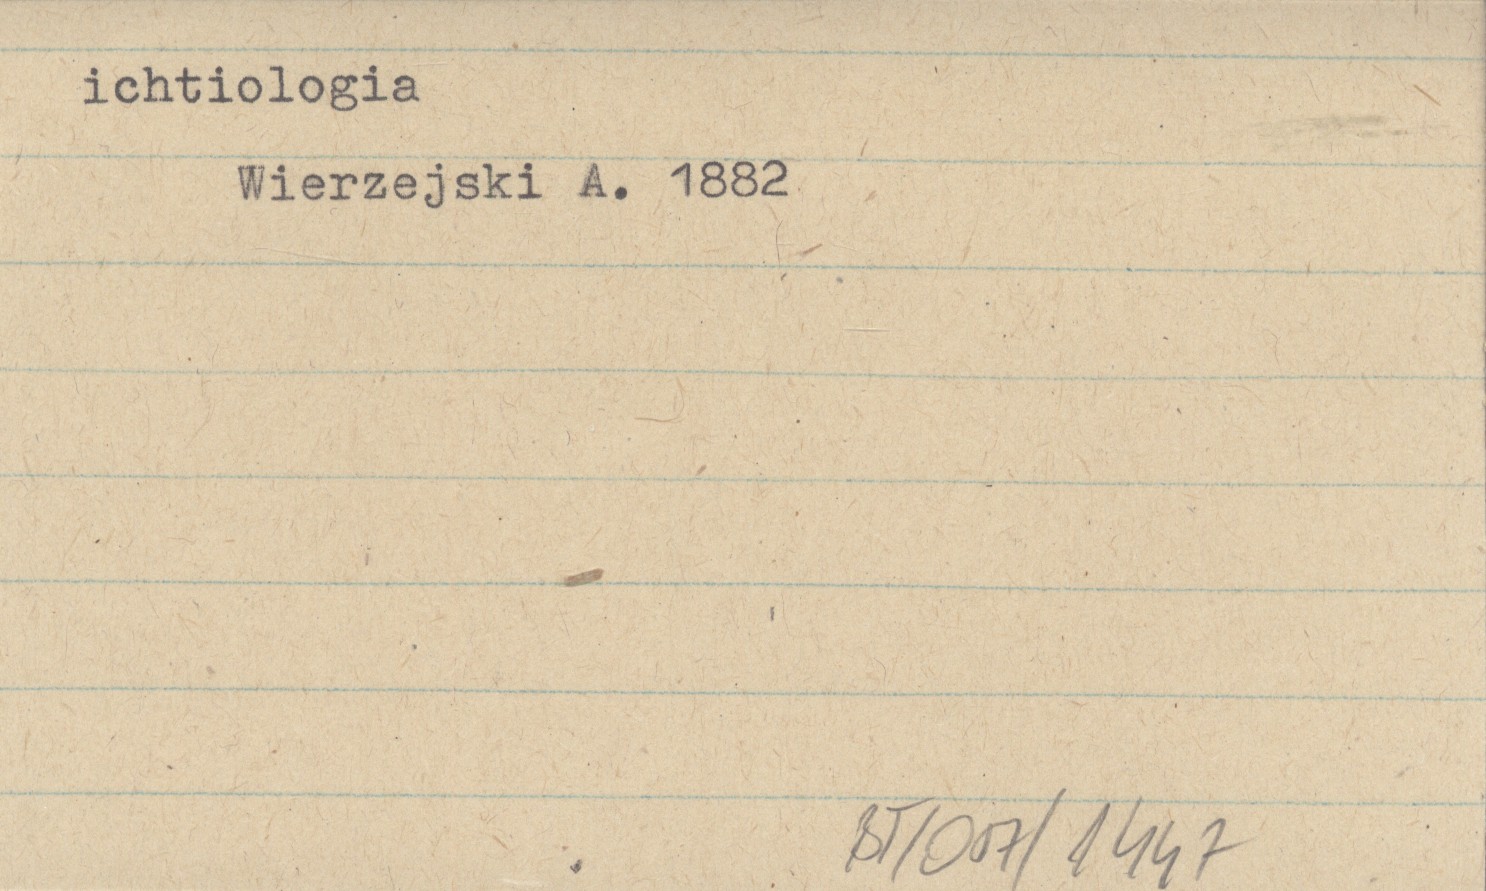 ichtiologia
Wierzejski A. 1882
BT/007/1447